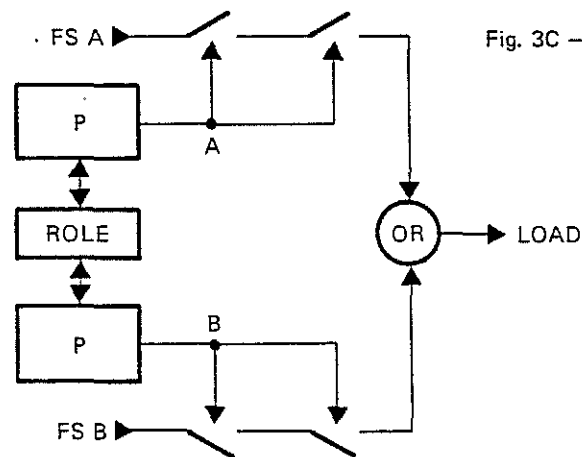 FS A
Fig. 3C –
P
A
ROLE
OR
LOAD
P
B
FS B